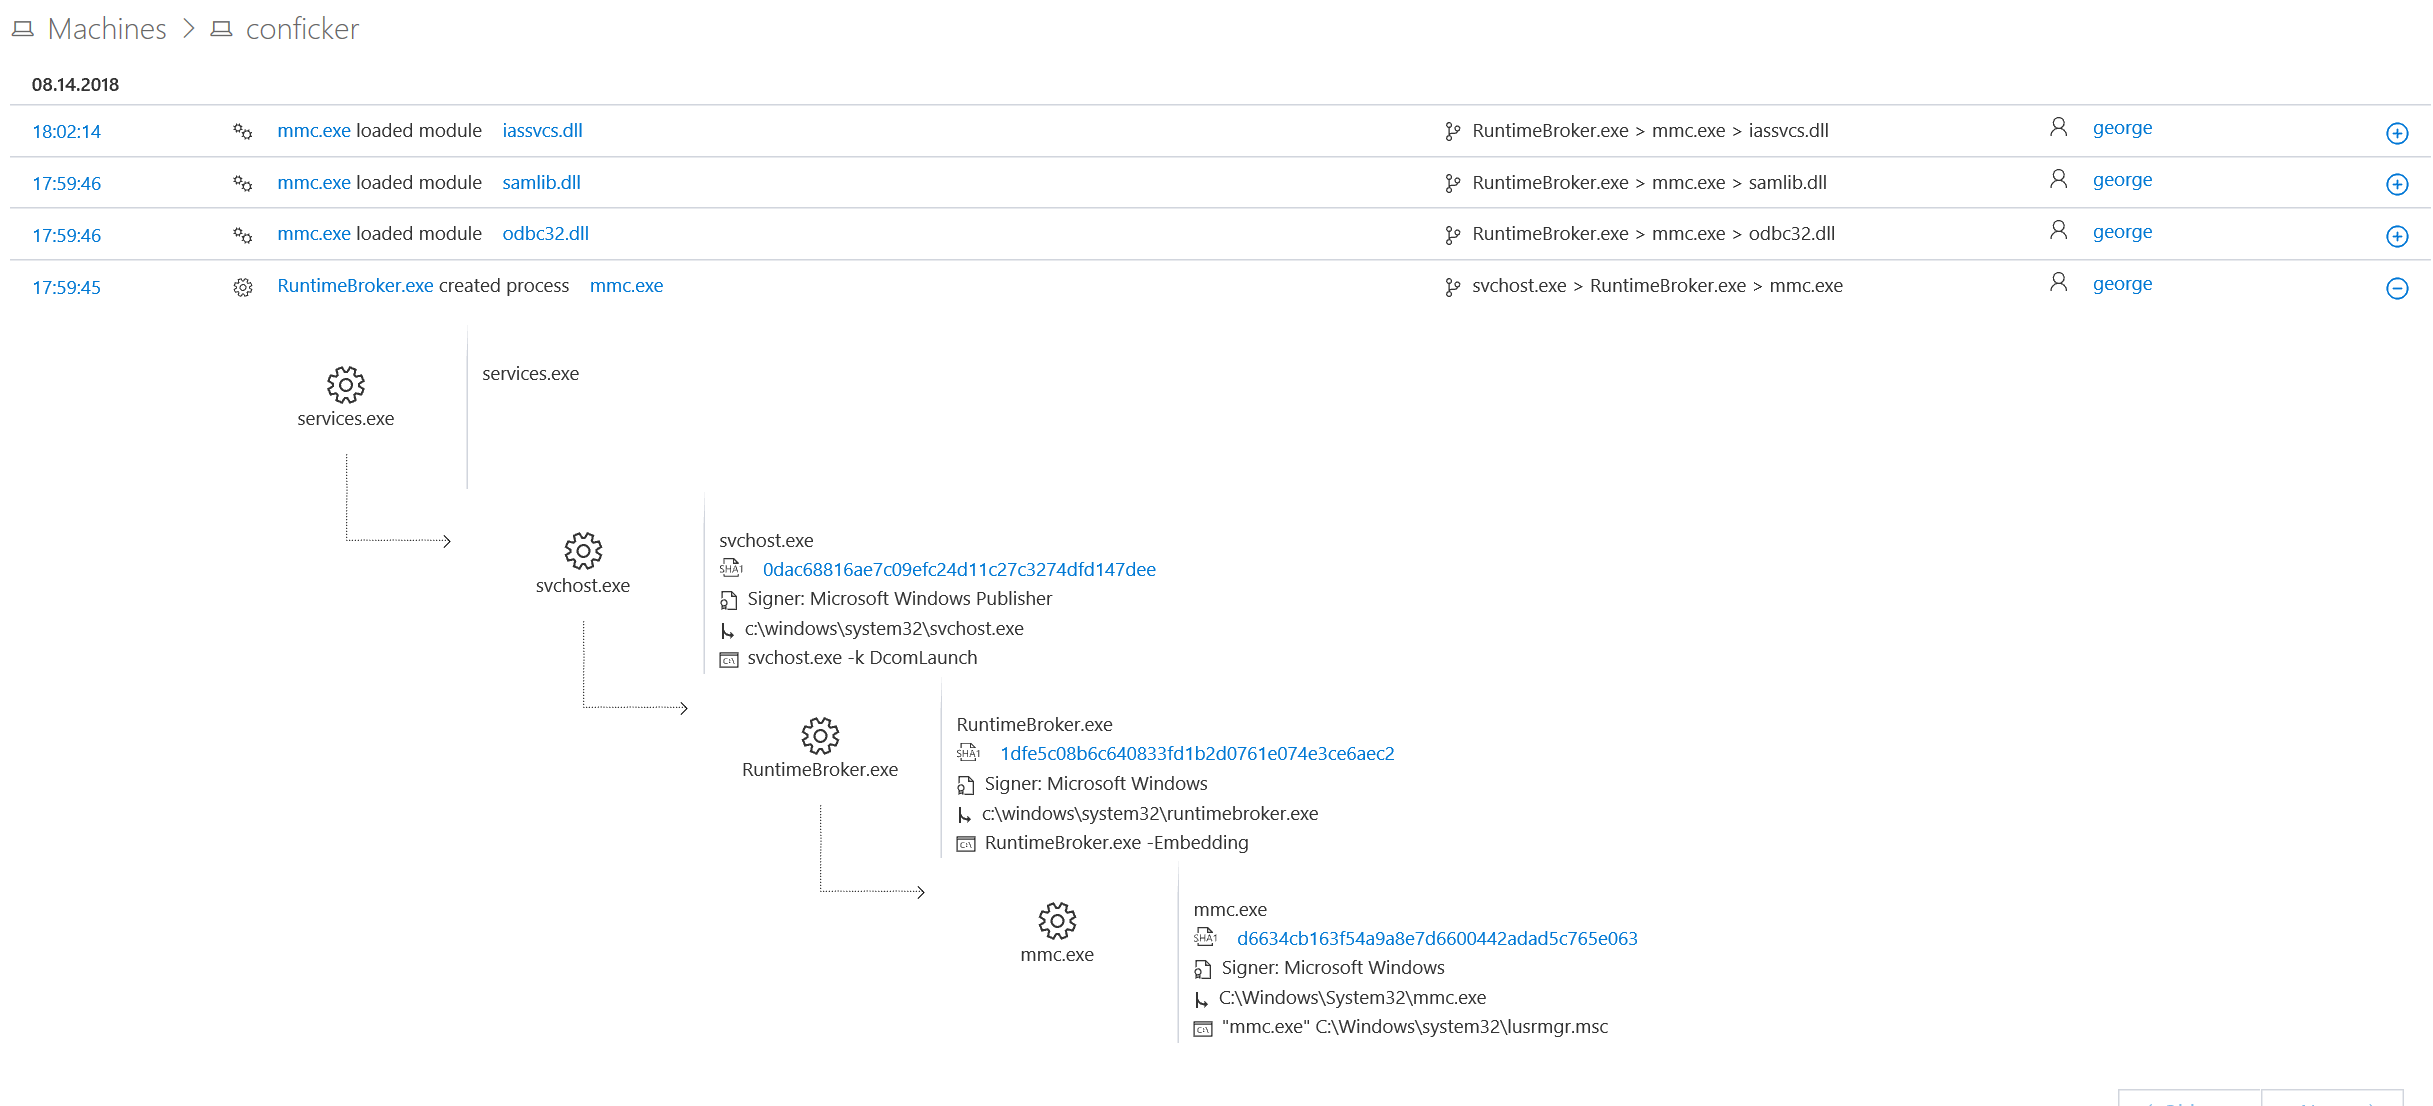 Machines > conficker
08.14.2018
18:02:14 mmc.exe loaded module iassvcs.dll RuntimeBroker.exe > mmc.exe > iassvcs.dll george
17:59:46 mmc.exe loaded module samlib.dll RuntimeBroker.exe > mmc.exe > samlib.dll george
17:59:46 mmc.exe loaded module odbc32.dll RuntimeBroker.exe > mmc.exe > odbc32.dll george
17:59:45 RuntimeBroker.exe created process mmc.exe svchost.exe > RuntimeBroker.exe > mmc.exe george
services.exe
services.exe
svchost.exe
svchost.exe
SHA1 0dac68816ae7c09efc24d11c27c3274dfd147dee
Signer: Microsoft Windows Publisher
c:\windows\system32\svchost.exe
C:\ svchost.exe -k DcomLaunch
RuntimeBroker.exe
RuntimeBroker.exe
SHA1 1dfe5c08b6c640833fd1b2d0761e074e3ce6aec2
Signer: Microsoft Windows
c:\windows\system32\runtimebroker.exe
C:\ RuntimeBroker.exe -Embedding
mmc.exe
mmc.exe
SHA1 d6634cb163f54a9a8e7d6600442adad5c765e063
Signer: Microsoft Windows
C:\Windows\System32\mmc.exe
C:\ "mmc.exe" C:\Windows\system32\lusrmgr.msc